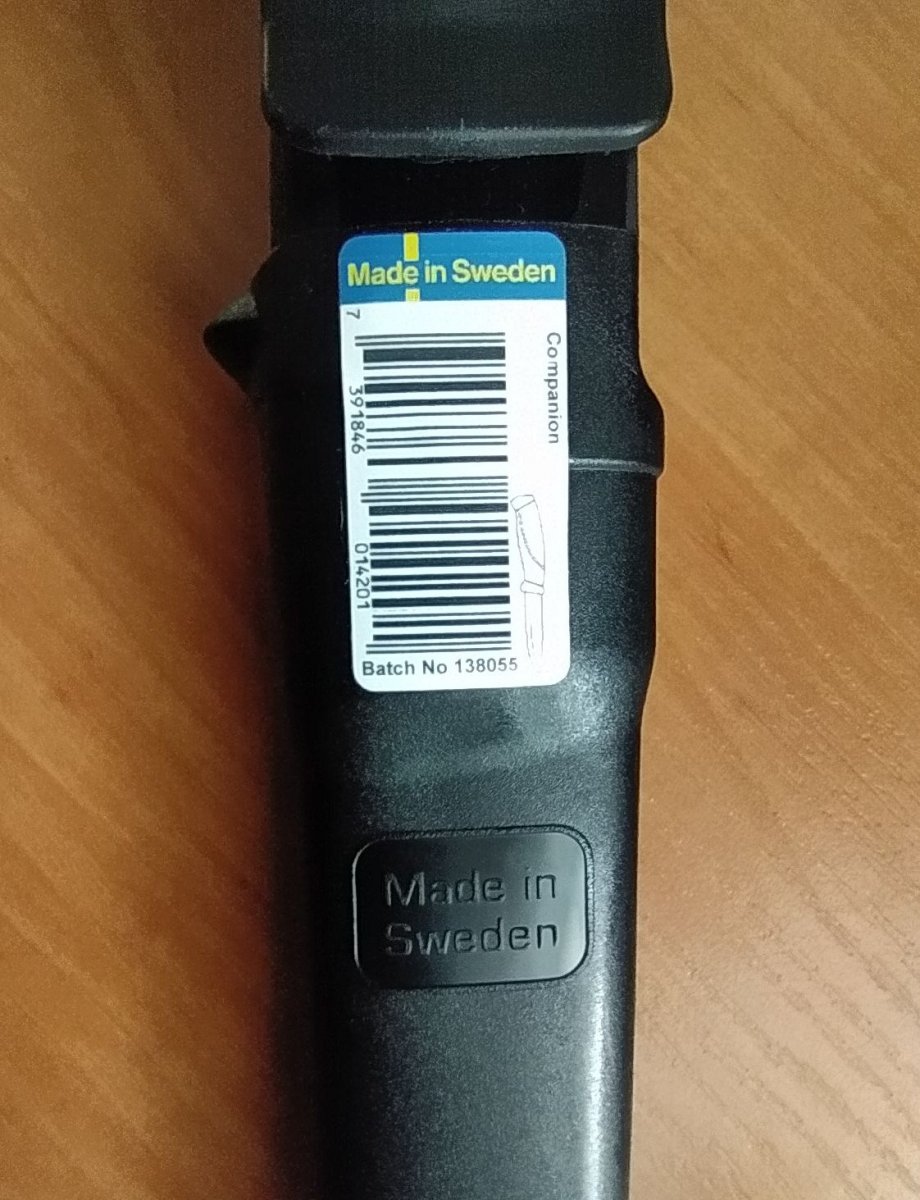 Made in Sweden
Companion
7 391846 014201
Batch No 138055
Made in
Sweden